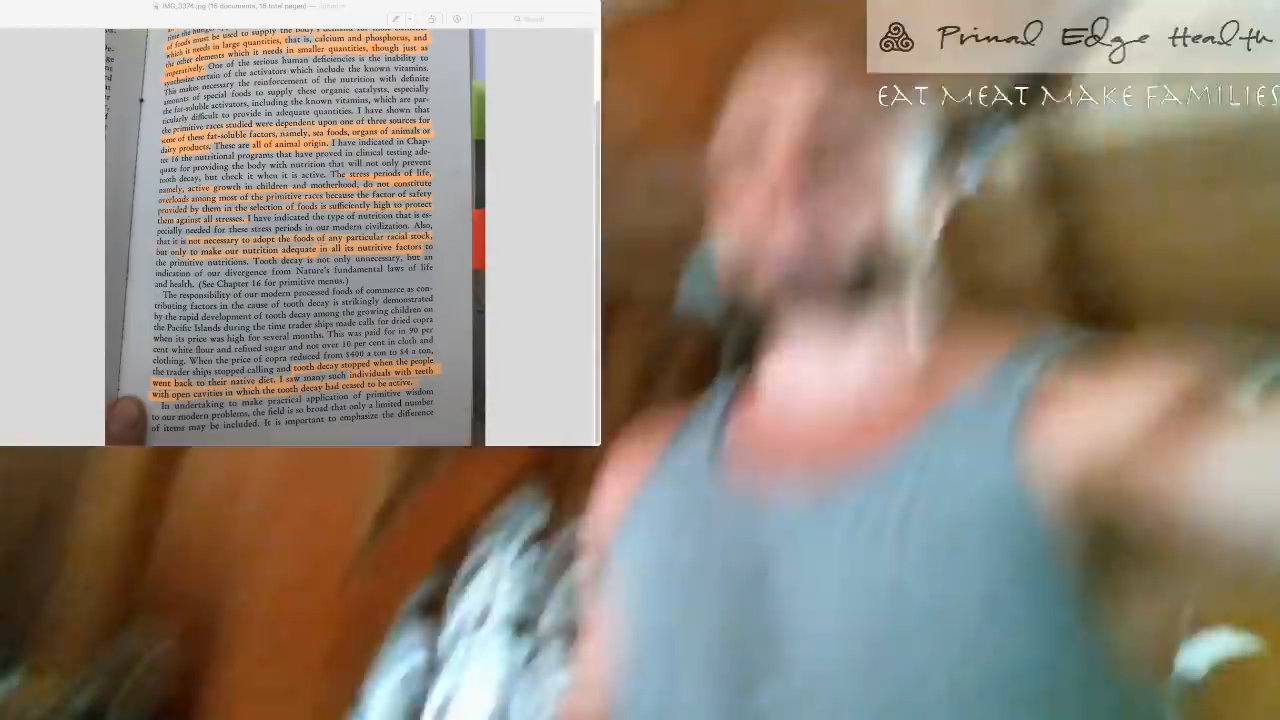 IMG_3374.jpg (16 documents, 16 total pages) — Edited
Search
of foods must be used to supply the body's
which it needs in large quantities, that is, calcium and phosphorus, and
the other elements which it needs in smaller quantities, though just as
imperatively. One of the serious human deficiencies is the inability to
synthesize certain of the activators which include the known vitamins.
This makes necessary the reinforcement of the nutrition with definite
amounts of special foods to supply these organic catalysts, especially
the fat-soluble activators, including the known vitamins, which are par-
ticularly difficult to provide in adequate quantities. I have shown that
the primitive races studied were dependent upon one of three sources for
some of these fat-soluble factors, namely, sea foods, organs of animals or
dairy products. These are all of animal origin. I have indicated in Chap-
ter 16 the nutritional programs that have proved in clinical testing ade-
quate for providing the body with nutrition that will not only prevent
tooth decay, but check it when it is active. The stress periods of life,
namely, active growth in children and motherhood, do not constitute
overloads among most of the primitive races because the factor of safety
provided by them in the selection of foods is sufficiently high to protect
them against all stresses. I have indicated the type of nutrition that is es-
pecially needed for these stress periods in our modern civilization. Also,
that it is not necessary to adopt the foods of any particular racial stock,
but only to make our nutrition adequate in all its nutritive factors to
the primitive nutritions. Tooth decay is not only unnecessary, but an
indication of our divergence from Nature's fundamental laws of life
and health. (See Chapter 16 for primitive menus.)
The responsibility of our modern processed foods of commerce as con-
tributing factors in the cause of tooth decay is strikingly demonstrated
by the rapid development of tooth decay among the growing children on
the Pacific Islands during the time trader ships made calls for dried copra
when its price was high for several months. This was paid for in 90 per
cent white flour and refined sugar and not over 10 per cent in cloth and
clothing. When the price of copra reduced from $400 a ton to $4 a ton,
the trader ships stopped calling and tooth decay stopped when the people
went back to their native diet. I saw many such individuals with teeth
with open cavities in which the tooth decay had ceased to be active.
In undertaking to make practical application of primitive wisdom
to our modern problems, the field is so broad that only a limited number
of items may be included. It is important to emphasize the difference
Primal Edge Health
EAT MEAT MAKE FAMILIES